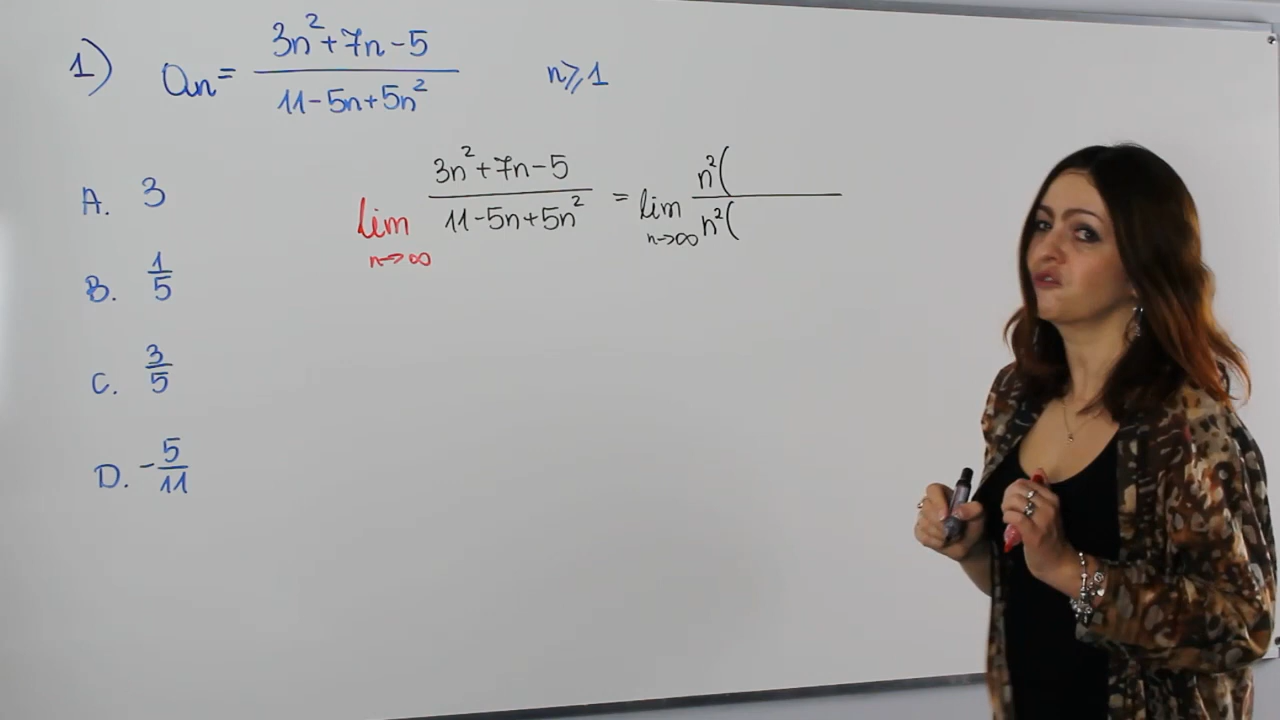 1) an = 3n²+7n-5 / 11-5n+5n² n⩾1
lim n→∞ 3n²+7n-5 / 11-5n+5n² = lim n→∞ n²( / n²(
A. 3
B. 1/5
C. 3/5
D. -5/11